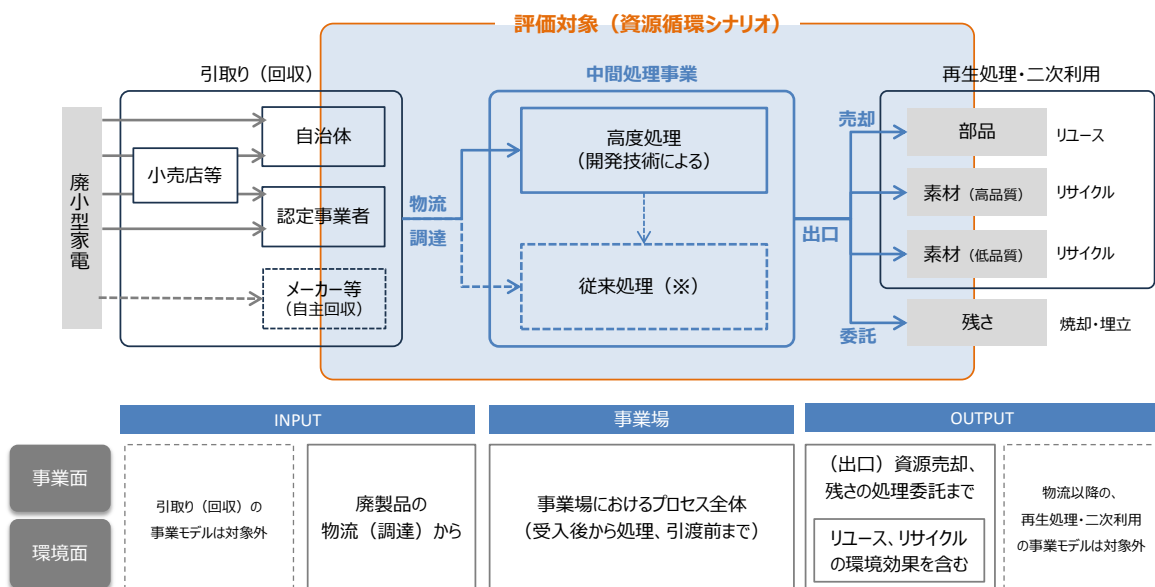 評価対象（資源循環シナリオ）
引取り（回収）
中間処理事業
再生処理・二次利用
廃小型家電
小売店等
自治体
認定事業者
メーカー等
（自主回収）
物流
調達
高度処理
（開発技術による）
従来処理（※）
売却
出口
委託
部品
リユース
素材（高品質）
リサイクル
素材（低品質）
リサイクル
残さ
焼却・埋立
INPUT
事業場
OUTPUT
事業面
環境面
引取り（回収）の
事業モデルは対象外
廃製品の
物流（調達）から
事業場におけるプロセス全体
（受入後から処理、引渡前まで）
（出口）資源売却、
残さの処理委託まで
リユース、リサイクル
の環境効果を含む
物流以降の、
再生処理・二次利用
の事業モデルは対象外